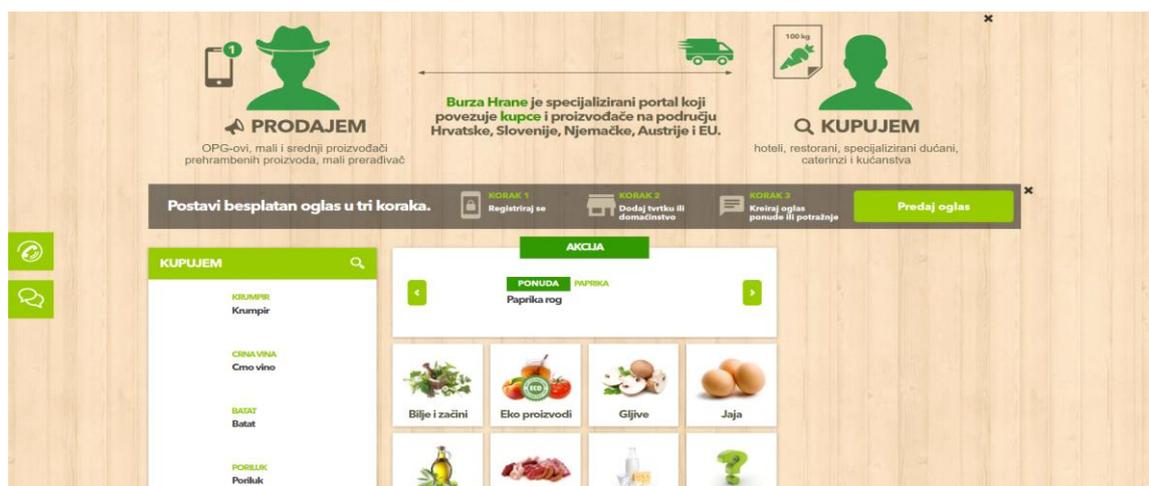 1
100 kg
PRODAJEM
OPG-ovi, mali i srednji proizvođači
prehrambenih proizvoda, mali prerađivač
Burza Hrane je specijalizirani portal koji
povezuje kupce i proizvođače na području
Hrvatske, Slovenije, Njemačke, Austrije i EU.
KUPUJEM
hoteli, restorani, specijalizirani dućani,
caterinzi i kućanstva
Postavi besplatan oglas u tri koraka.
KORAK 1
Registriraj se
KORAK 2
Dodaj tvrtku ili
domaćinstvo
KORAK 3
Kreiraj oglas
ponude ili potražnje
Predaj oglas
KUPUJEM
KRUMPIR
Krumpir
CRNA VINA
Crno vino
BATAT
Batat
PORILUK
Poriluk
AKCIJA
PONUDA PAPRIKA
Paprika rog
ECO
Bilje i začini
Eko proizvodi
Gljive
Jaja